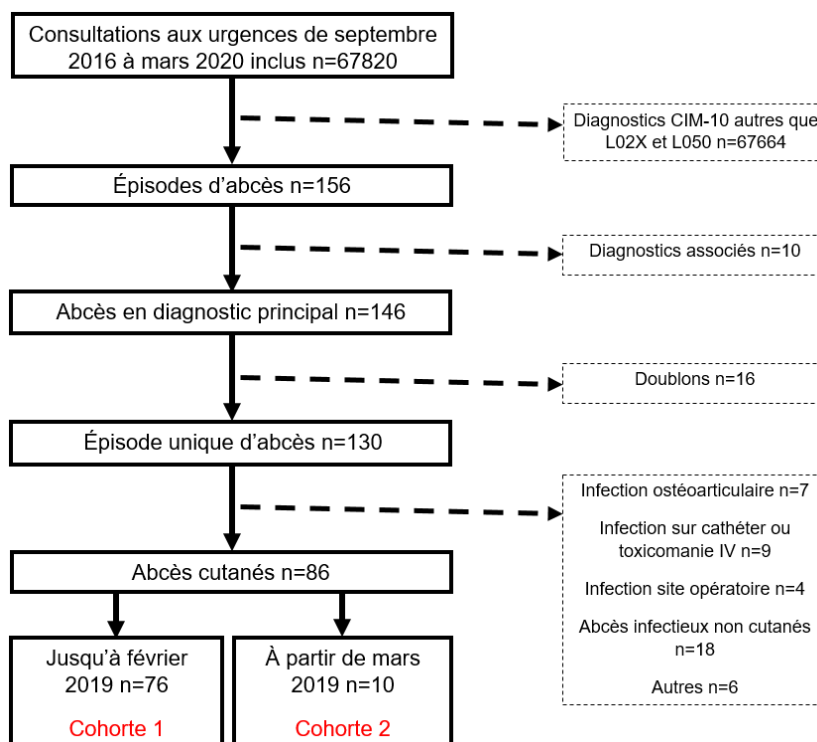 Consultations aux urgences de septembre
2016 à mars 2020 inclus n=67820
Diagnostics CIM-10 autres que
L02X et L050 n=67664
Épisodes d’abcès n=156
Diagnostics associés n=10
Abcès en diagnostic principal n=146
Doublons n=16
Épisode unique d’abcès n=130
Infection ostéoarticulaire n=7
Infection sur cathéter ou
toxicomanie IV n=9
Infection site opératoire n=4
Abcès infectieux non cutanés
n=18
Autres n=6
Abcès cutanés n=86
Jusqu’à février
2019 n=76
Cohorte 1
À partir de mars
2019 n=10
Cohorte 2